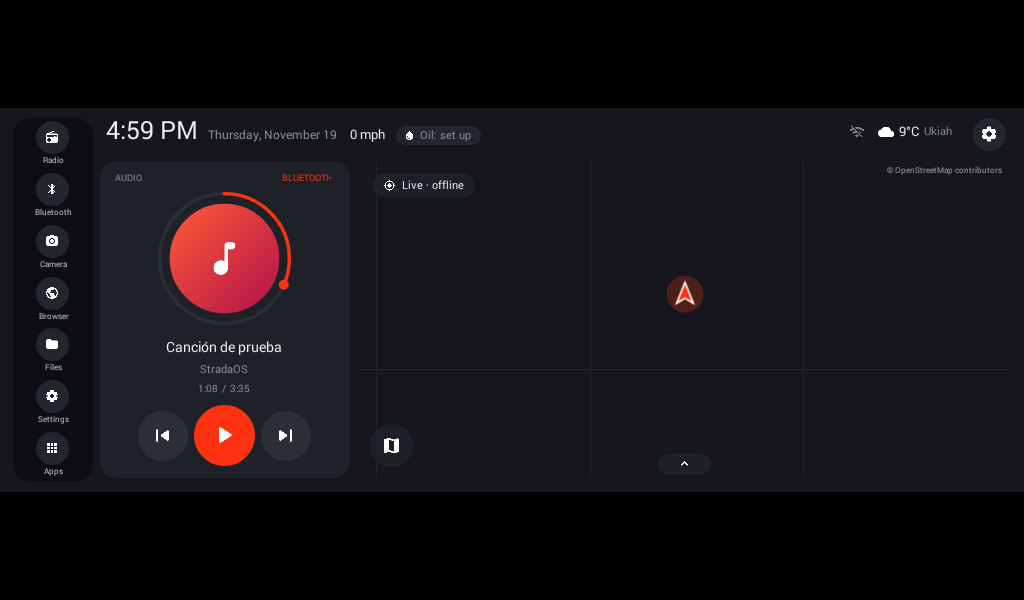 4:59 PM Thursday, November 19 0 mph Oil: set up 9°C Ukiah
Radio
Bluetooth
Camera
Browser
Files
Settings
Apps
AUDIO BLUETOOTH
Canción de prueba
StradaOS
1:08 / 3:35
Live · offline
© OpenStreetMap contributors